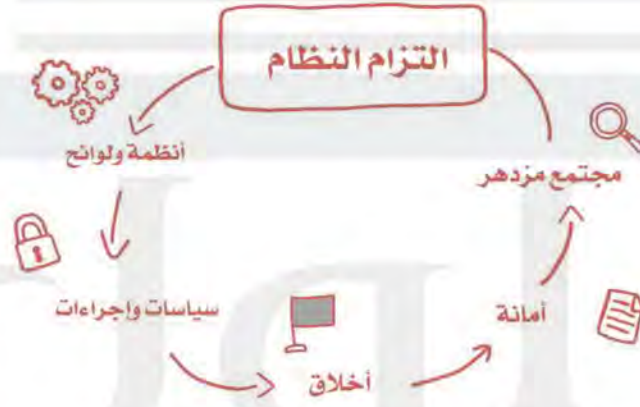 التزام النظام
أنظمة ولوائح
سياسات وإجراءات
أخلاق
أمانة
مجتمع مزدهر